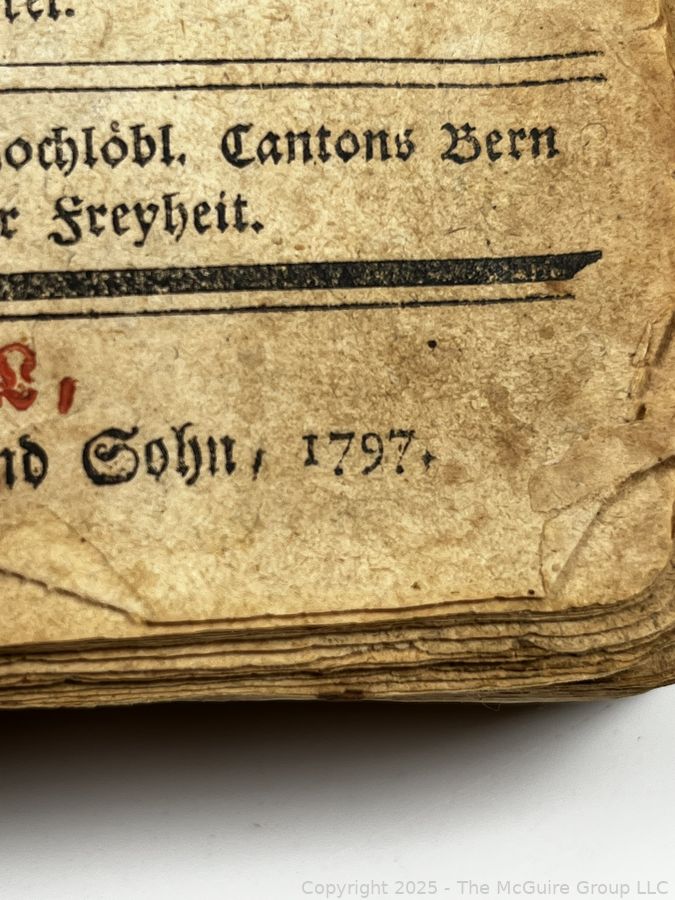 ochlöbl. Cantons Bern
r Freyheit.
nd Sohn, 1797.
Copyright 2025 - The McGuire Group LLC